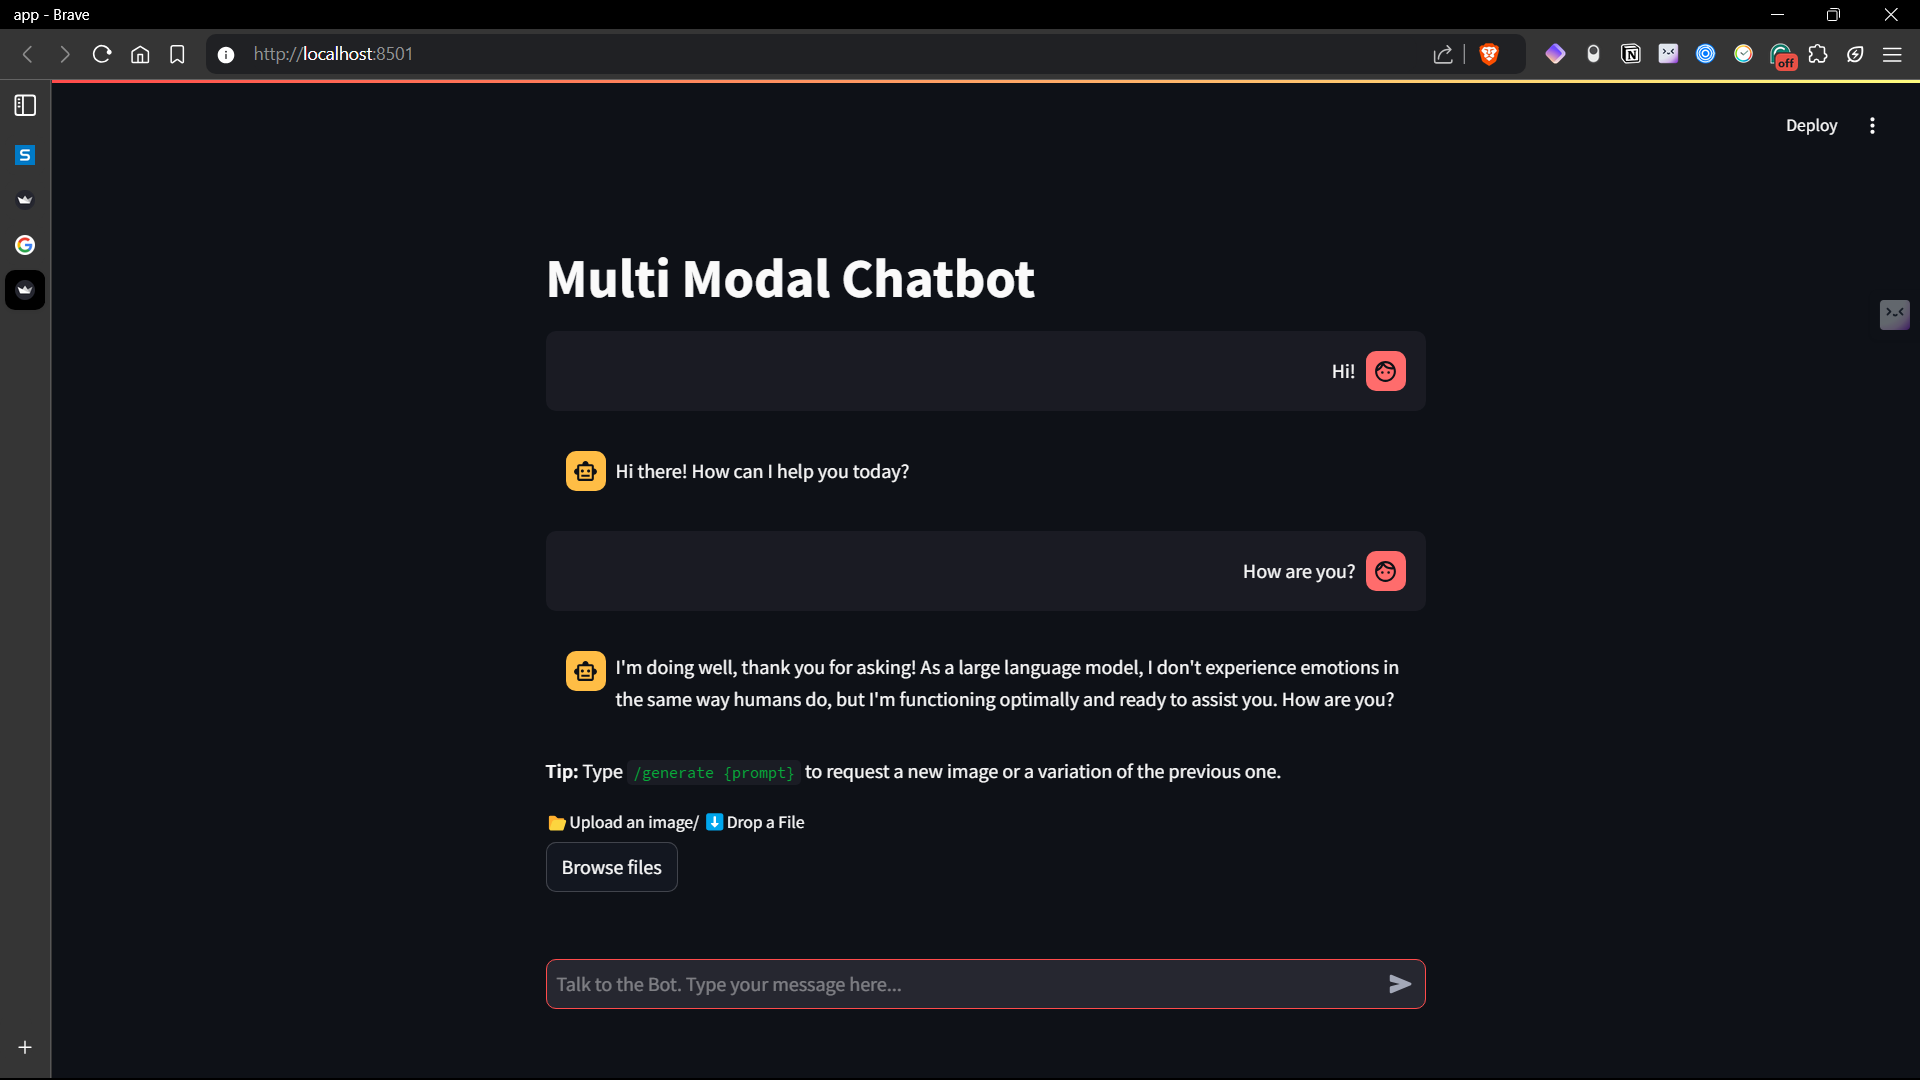 app - Brave
http://localhost:8501
off
S
G
Deploy
Multi Modal Chatbot
Hi!
Hi there! How can I help you today?
How are you?
I'm doing well, thank you for asking! As a large language model, I don't experience emotions in
the same way humans do, but I'm functioning optimally and ready to assist you. How are you?
Tip: Type /generate {prompt} to request a new image or a variation of the previous one.
📂 Upload an image/ ⬇️ Drop a File
Browse files
Talk to the Bot. Type your message here...